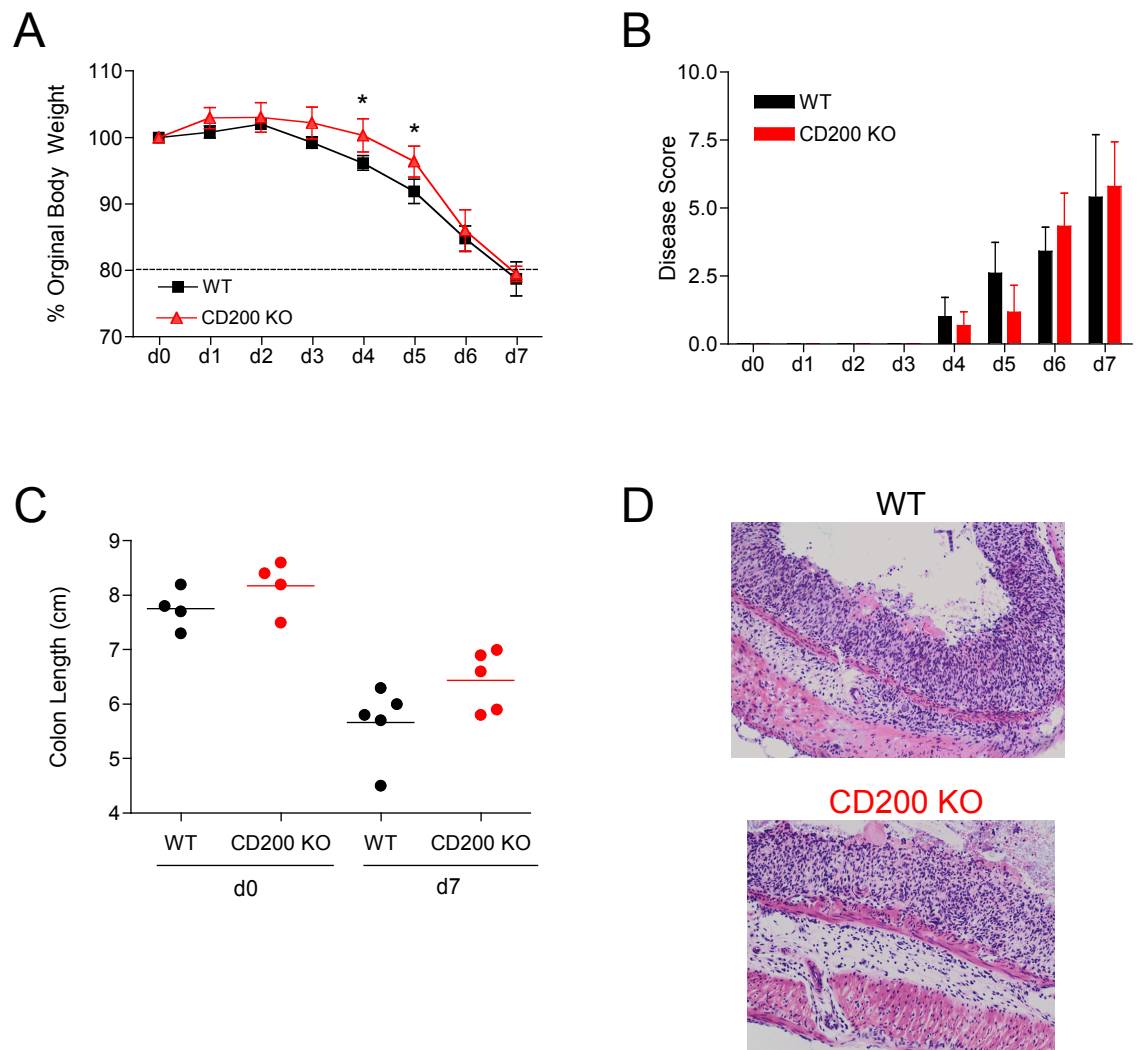 A
110
100
90
80
70
% Orginal Body Weight
*
*
WT
CD200 KO
d0 d1 d2 d3 d4 d5 d6 d7
B
10.0
7.5
5.0
2.5
0.0
Disease Score
WT
CD200 KO
d0 d1 d2 d3 d4 d5 d6 d7
C
9
8
7
6
5
4
Colon Length (cm)
WT CD200 KO WT CD200 KO
d0 d7
D
WT
CD200 KO